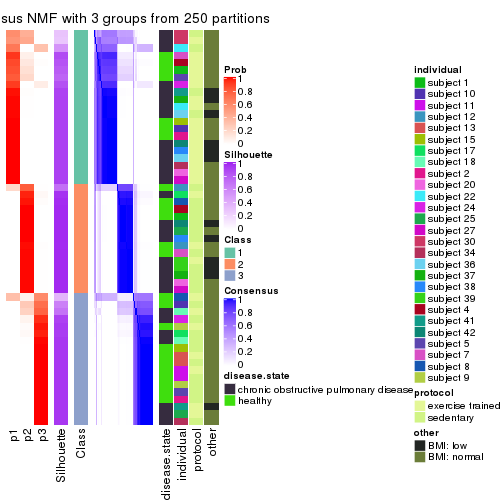 sus NMF with 3 groups from 250 partitions
Prob
1
0.8
0.6
0.4
0.2
0
Silhouette
1
0.8
0.6
0.4
0.2
0
Class
1
2
3
Consensus
1
0.8
0.6
0.4
0.2
0
disease.state
chronic obstructive pulmonary disease
healthy
individual
subject 1
subject 10
subject 11
subject 12
subject 13
subject 15
subject 17
subject 18
subject 2
subject 20
subject 22
subject 24
subject 25
subject 27
subject 30
subject 34
subject 36
subject 37
subject 38
subject 39
subject 4
subject 41
subject 42
subject 5
subject 7
subject 8
subject 9
protocol
exercise trained
sedentary
other
BMI: low
BMI: normal
p1
p2
p3
Silhouette
Class
disease.state
individual
protocol
other